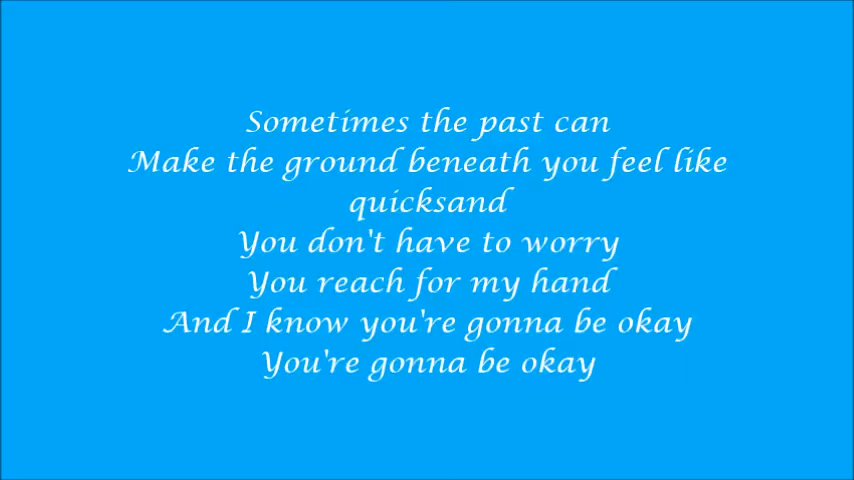 Sometimes the past can
Make the ground beneath you feel like
quicksand
You don't have to worry
You reach for my hand
And I know you're gonna be okay
You're gonna be okay